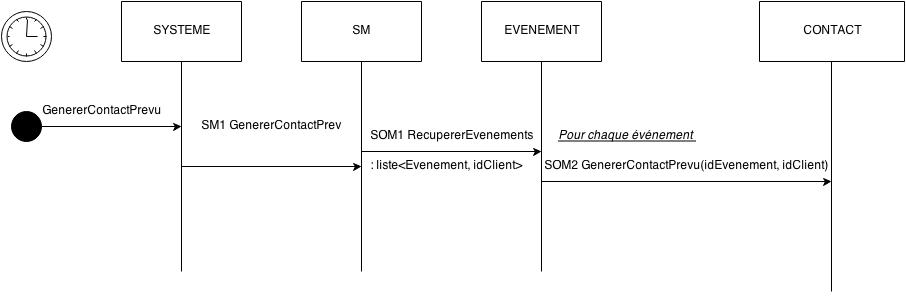 SYSTEME
SM
EVENEMENT
CONTACT
GenererContactPrevu
SM1 GenererContactPrev
SOM1 RecupererEvenements
Pour chaque événement
: liste<Evenement, idClient>
SOM2 GenererContactPrevu(idEvenement, idClient)